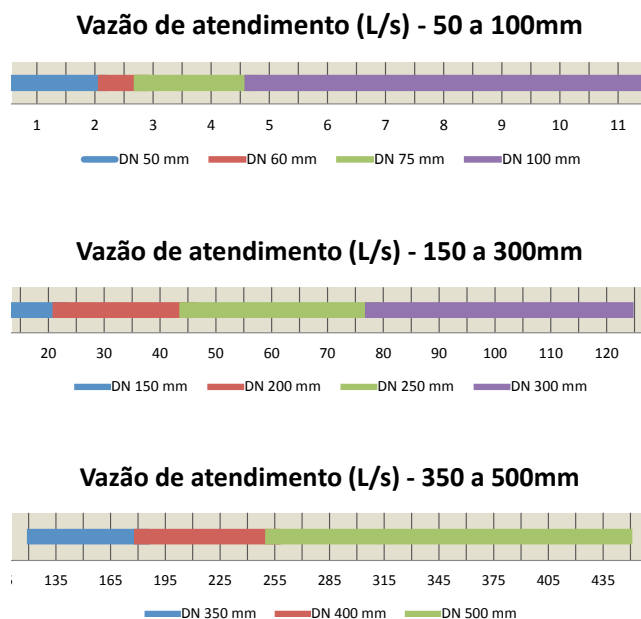 Vazão de atendimento (L/s) - 50 a 100mm
1 2 3 4 5 6 7 8 9 10 11
DN 50 mm DN 60 mm DN 75 mm DN 100 mm
Vazão de atendimento (L/s) - 150 a 300mm
20 30 40 50 60 70 80 90 100 110 120
DN 150 mm DN 200 mm DN 250 mm DN 300 mm
Vazão de atendimento (L/s) - 350 a 500mm
135 165 195 225 255 285 315 345 375 405 435
DN 350 mm DN 400 mm DN 500 mm